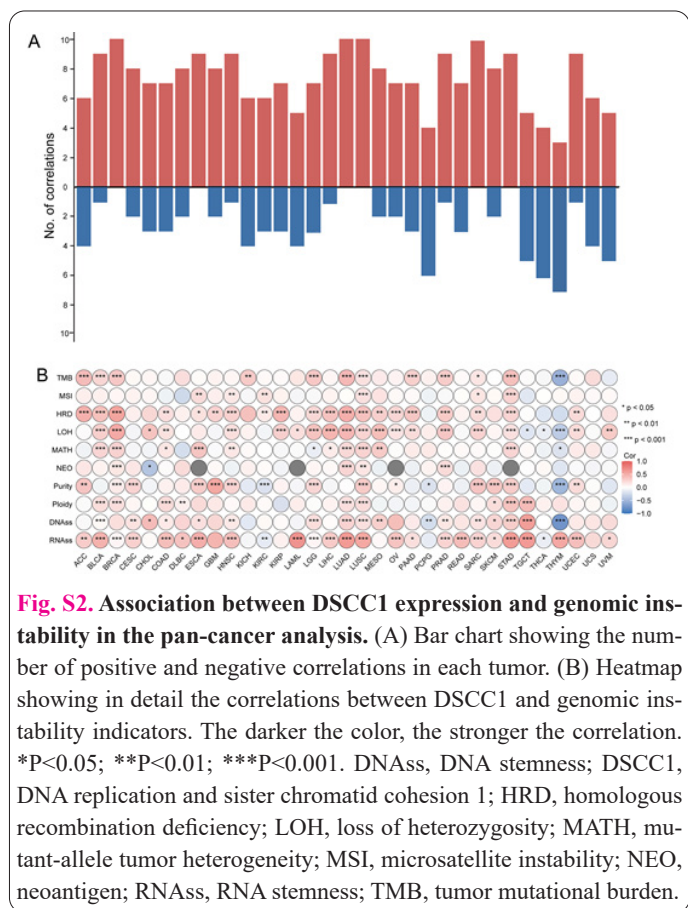 A
No. of correlations
10
8
6
4
2
0
2
4
6
8
10
B
TMB
MSI
HRD
LOH
MATH
NEO
Purity
Ploidy
DNAss
RNAss
ACC BLCA BRCA CESC CHOL COAD DLBC ESCA GBM HNSC KICH KIRC KIRP LAML LGG LIHC LUAD LUSC MESO OV PAAD PCPG PRAD READ SARC SKCM STAD TGCT THCA THYM UCEC UCS UVM
* p < 0.05
** p < 0.01
*** p < 0.001
Cor
1.0
0.5
0.0
−0.5
−1.0
Fig. S2. Association between DSCC1 expression and genomic ins-
tability in the pan-cancer analysis. (A) Bar chart showing the num-
ber of positive and negative correlations in each tumor. (B) Heatmap
showing in detail the correlations between DSCC1 and genomic ins-
tability indicators. The darker the color, the stronger the correlation.
*P<0.05; **P<0.01; ***P<0.001. DNAss, DNA stemness; DSCC1,
DNA replication and sister chromatid cohesion 1; HRD, homologous
recombination deficiency; LOH, loss of heterozygosity; MATH, mu-
tant-allele tumor heterogeneity; MSI, microsatellite instability; NEO,
neoantigen; RNAss, RNA stemness; TMB, tumor mutational burden.